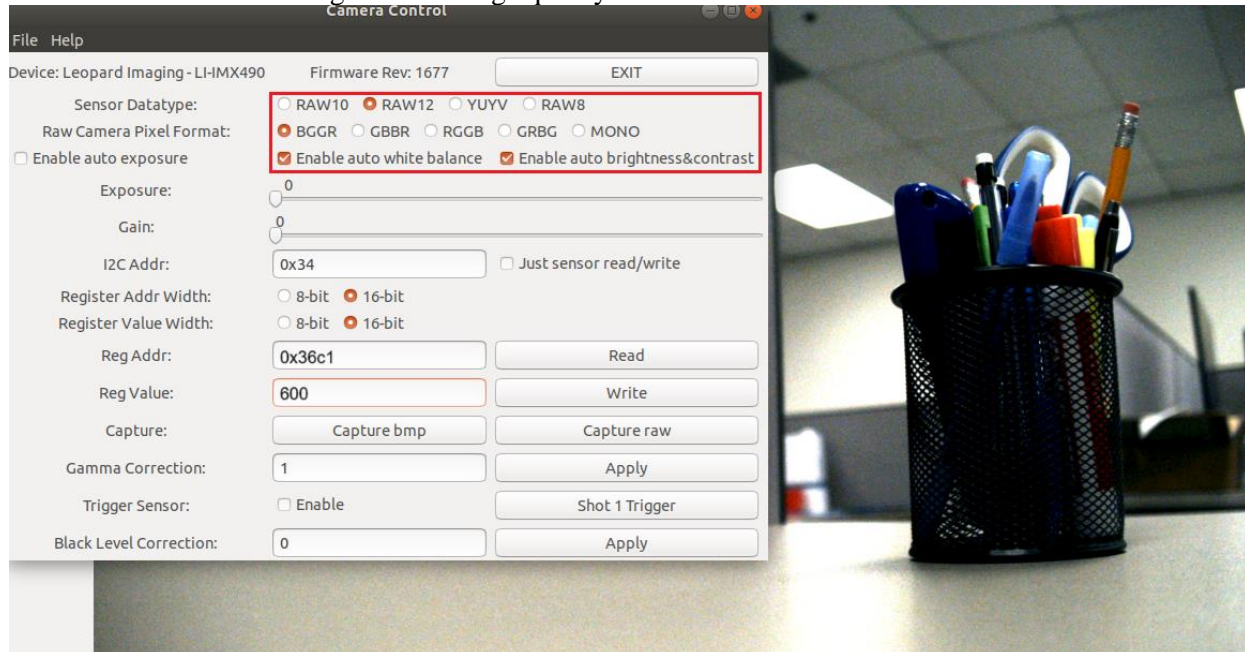 Camera Control
File Help
Device: Leopard Imaging - LI-IMX490 Firmware Rev: 1677 EXIT
Sensor Datatype: RAW10 RAW12 YUYV RAW8
Raw Camera Pixel Format: BGGR GBBR RGGB GRBG MONO
Enable auto exposure Enable auto white balance Enable auto brightness&contrast
Exposure: 0
Gain: 0
I2C Addr: 0x34 Just sensor read/write
Register Addr Width: 8-bit 16-bit
Register Value Width: 8-bit 16-bit
Reg Addr: 0x36c1 Read
Reg Value: 600 Write
Capture: Capture bmp Capture raw
Gamma Correction: 1 Apply
Trigger Sensor: Enable Shot 1 Trigger
Black Level Correction: 0 Apply